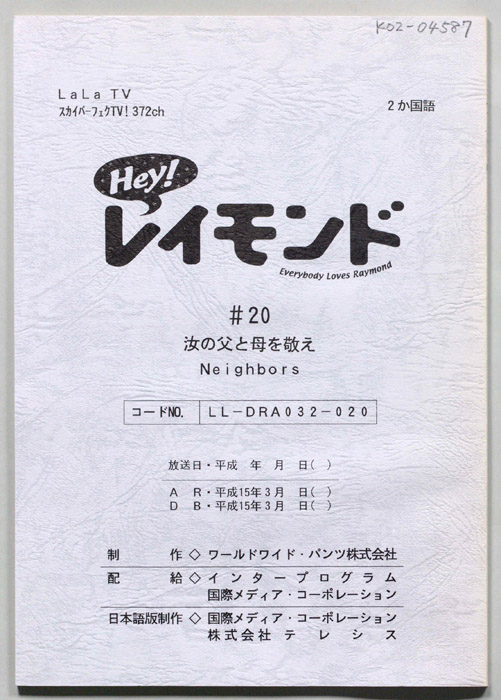 K02-04587
LaLa TV
スカイパーフェクTV! 372ch
2か国語
Hey!
レイモンド
Everybody Loves Raymond
#20
汝の父と母を敬え
Neighbors
コードNO. LL-DRA032-020
放送日・平成 年 月 日( )
A R・平成15年3月 日( )
D B・平成15年3月 日( )
制 作◇ワールドワイド・パンツ株式会社
配 給◇インタープログラム
国際メディア・コーポレーション
日本語版制作◇国際メディア・コーポレーション
株式会社テレシス